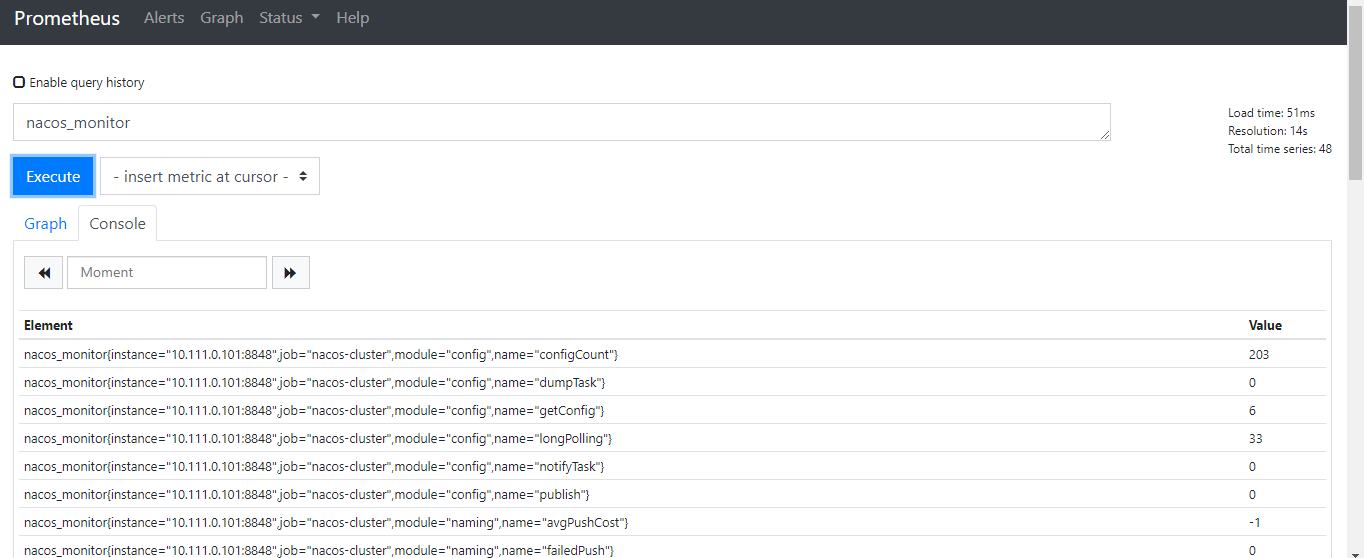 Prometheus Alerts Graph Status Help
Enable query history
nacos_monitor
Load time: 51ms
Resolution: 14s
Total time series: 48
Execute - insert metric at cursor -
Graph Console
Moment
Element Value
nacos_monitor{instance="10.111.0.101:8848",job="nacos-cluster",module="config",name="configCount"} 203
nacos_monitor{instance="10.111.0.101:8848",job="nacos-cluster",module="config",name="dumpTask"} 0
nacos_monitor{instance="10.111.0.101:8848",job="nacos-cluster",module="config",name="getConfig"} 6
nacos_monitor{instance="10.111.0.101:8848",job="nacos-cluster",module="config",name="longPolling"} 33
nacos_monitor{instance="10.111.0.101:8848",job="nacos-cluster",module="config",name="notifyTask"} 0
nacos_monitor{instance="10.111.0.101:8848",job="nacos-cluster",module="config",name="publish"} 0
nacos_monitor{instance="10.111.0.101:8848",job="nacos-cluster",module="naming",name="avgPushCost"} -1
nacos_monitor{instance="10.111.0.101:8848",job="nacos-cluster",module="naming",name="failedPush"} 0